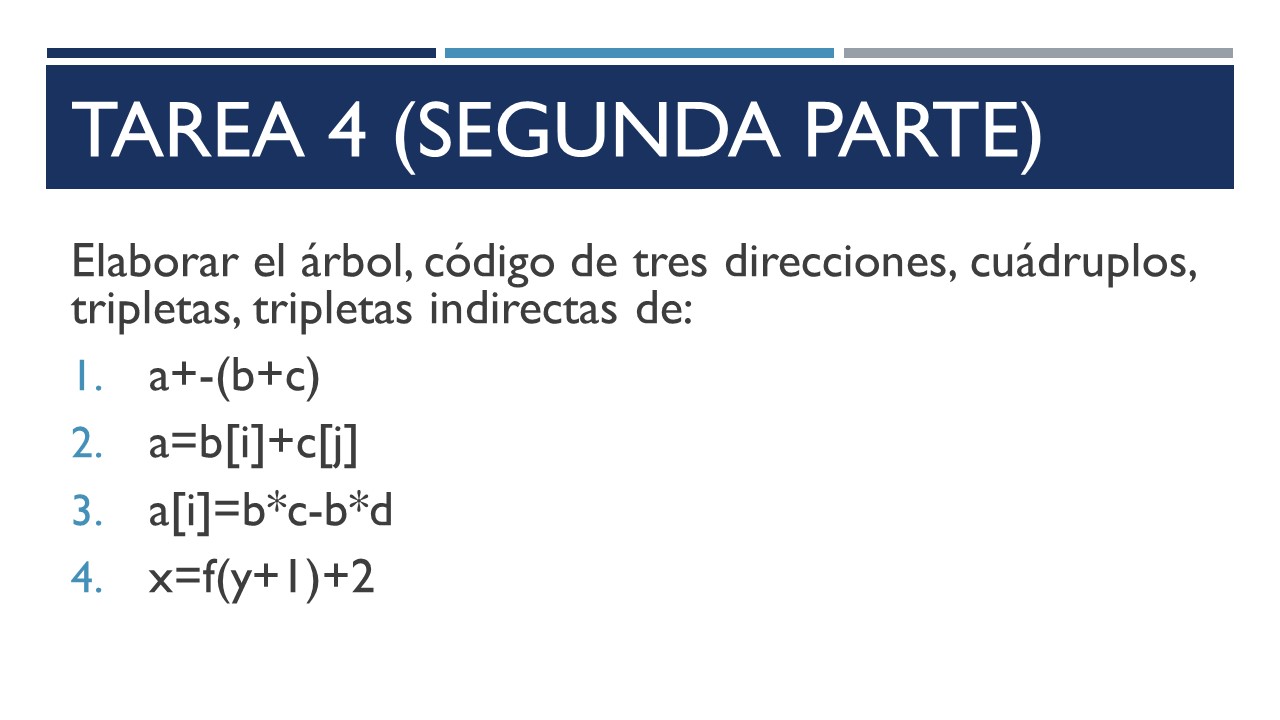 TAREA 4 (SEGUNDA PARTE)
Elaborar el árbol, código de tres direcciones, cuádruplos,
tripletas, tripletas indirectas de:
1. a+-(b+c)
2. a=b[i]+c[j]
3. a[i]=b*c-b*d
4. x=f(y+1)+2